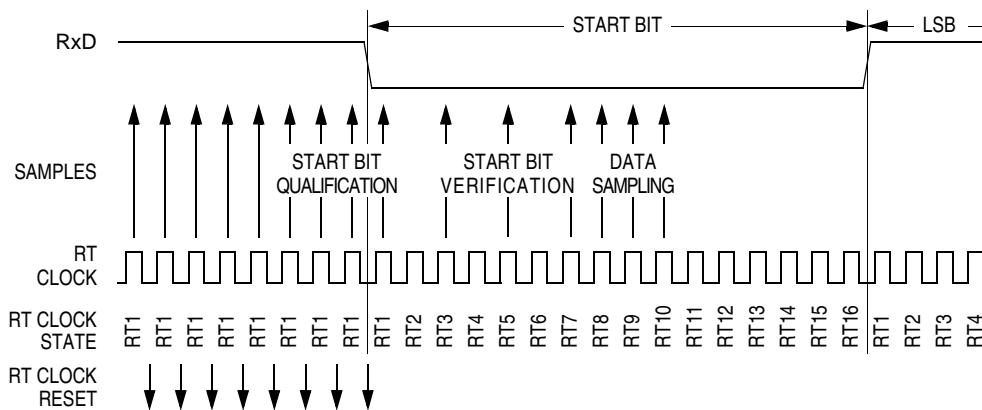 START BIT
LSB
RxD
SAMPLES
START BIT
QUALIFICATION
START BIT
VERIFICATION
DATA
SAMPLING
RT
CLOCK
RT CLOCK
STATE
RT1 RT1 RT1 RT1 RT1 RT1 RT1 RT1 RT1 RT2 RT3 RT4 RT5 RT6 RT7 RT8 RT9 RT10 RT11 RT12 RT13 RT14 RT15 RT16 RT1 RT2 RT3 RT4
RT CLOCK
RESET